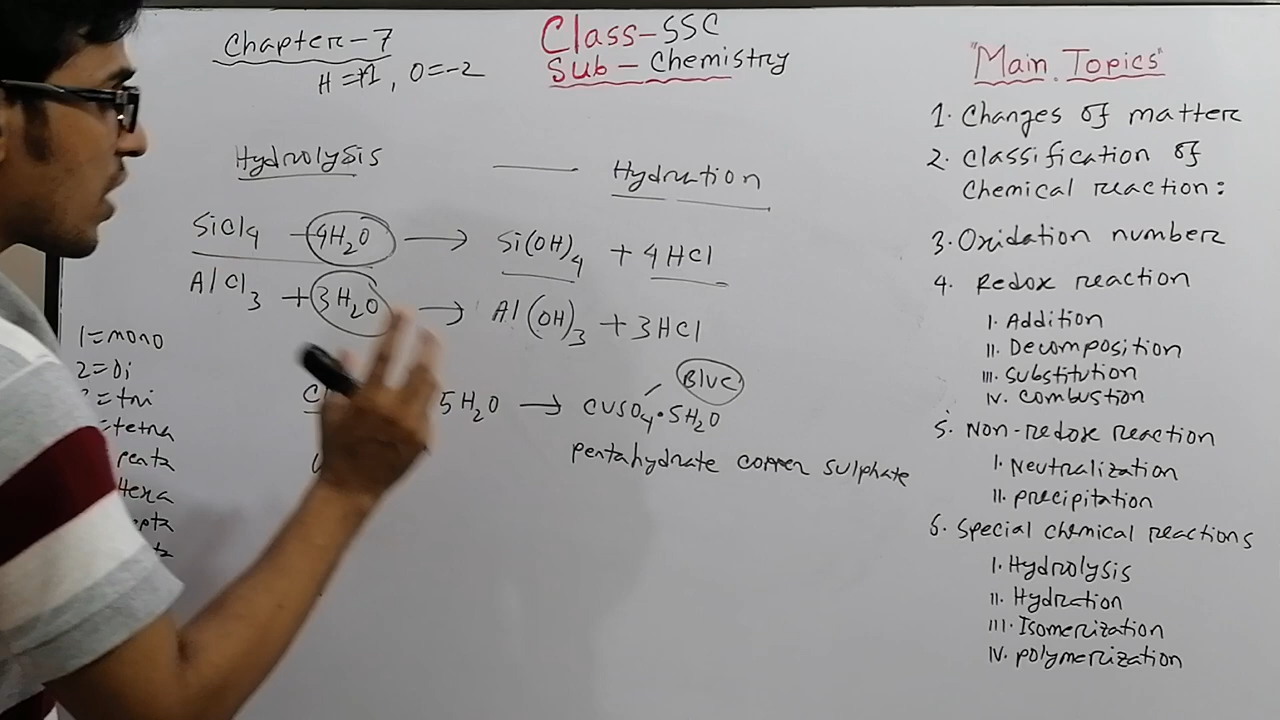 Chapter-7
H=+1, O=-2
Class-SSC
Sub-Chemistry
Hydrolysis — Hydration
SiCl4 + 4H2O → Si(OH)4 + 4HCl
AlCl3 + 3H2O → Al(OH)3 + 3HCl
5H2O → CuSO4·5H2O
Blue
pentahydrate copper sulphate
1=mono
2=Di
=tri
=tetra
penta
Hexa
"Main Topics"
1. Changes of matter
2. Classification of
Chemical reaction:
3. Oxidation number
4. Redox reaction
I. Addition
II. Decomposition
III. Substitution
IV. Combustion
5. Non-redox reaction
I. Neutralization
II. precipitation
6. Special chemical reactions
I. Hydrolysis
II. Hydration
III. Isomerization
IV. polymerization